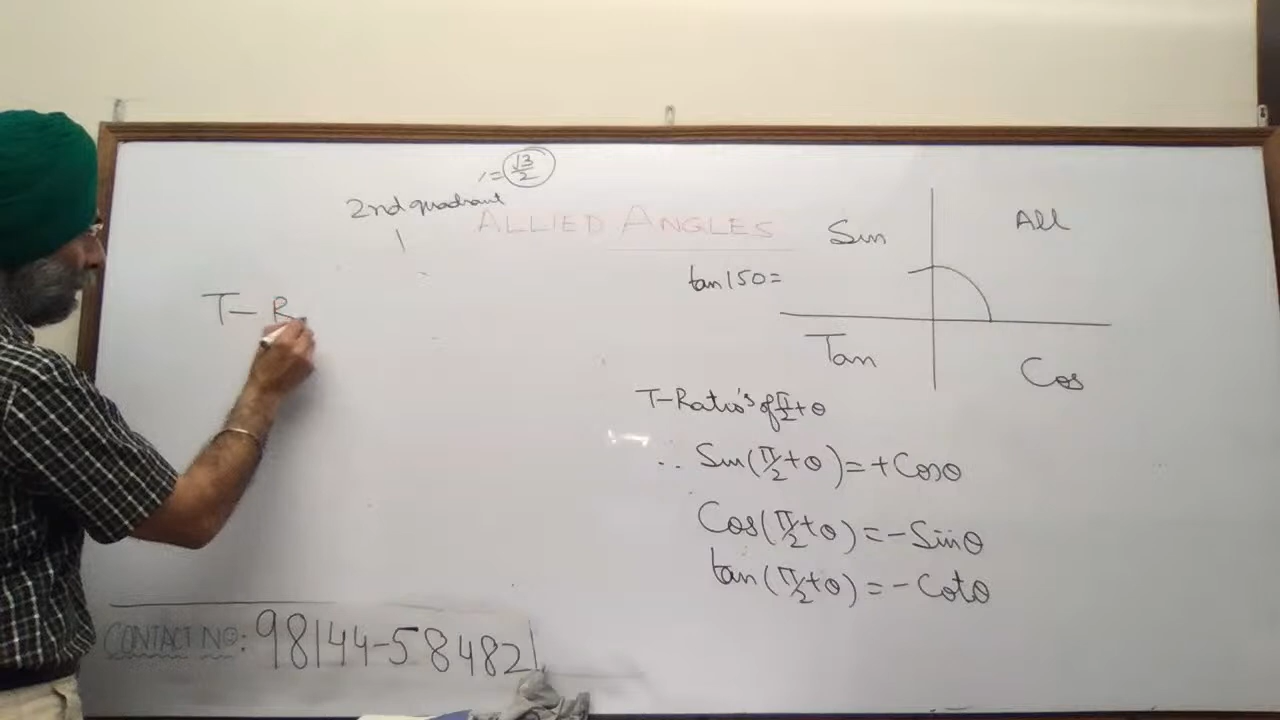 = √3/2
2nd quadrant
ALLIED ANGLES
Sin
All
tan150=
T- R
Tan
Cos
T-Ratio's of π/2+θ
∴ Sin(π/2+θ)=+Cosθ
Cos(π/2+θ)=-Sinθ
tan(π/2+θ)=-Cotθ
CONTACT NO: 98144-58482